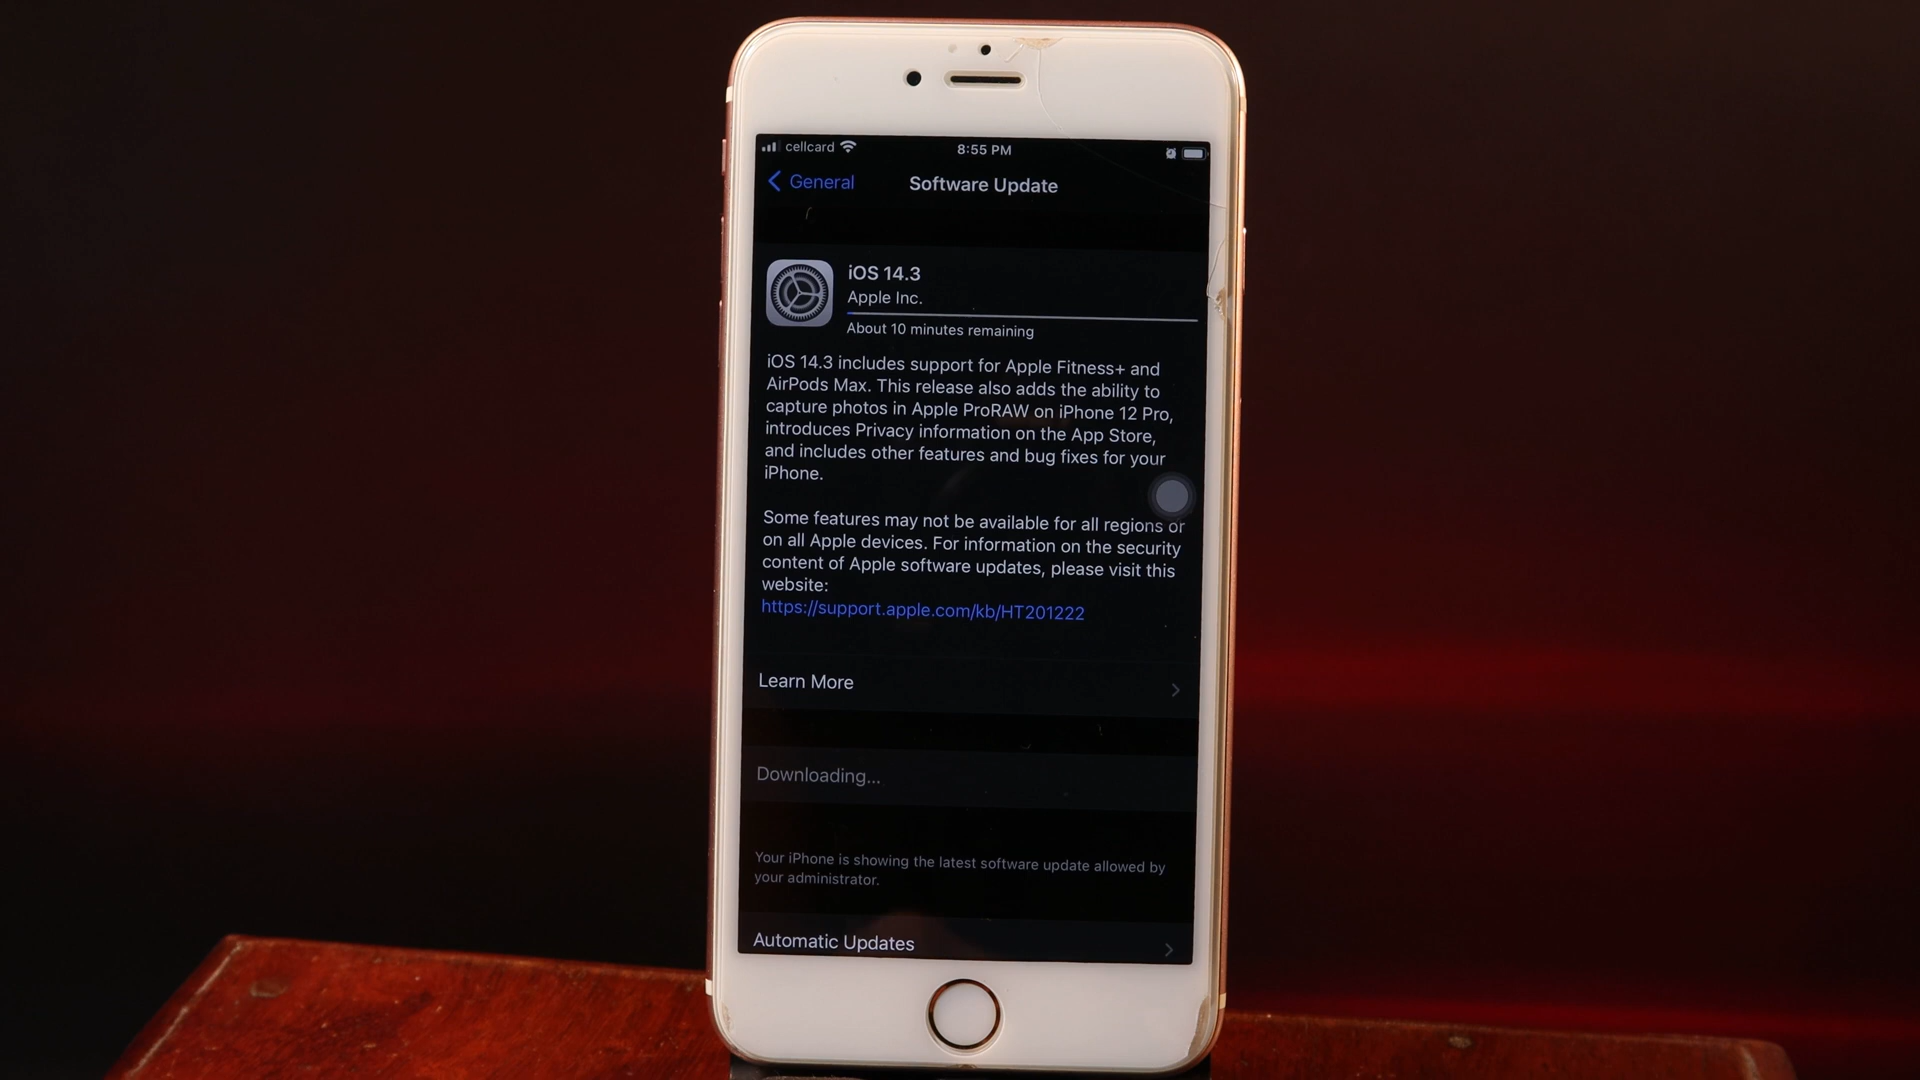 cellcard
8:55 PM
General
Software Update
iOS 14.3
Apple Inc.
About 10 minutes remaining
iOS 14.3 includes support for Apple Fitness+ and
AirPods Max. This release also adds the ability to
capture photos in Apple ProRAW on iPhone 12 Pro,
introduces Privacy information on the App Store,
and includes other features and bug fixes for your
iPhone.
Some features may not be available for all regions or
on all Apple devices. For information on the security
content of Apple software updates, please visit this
website:
https://support.apple.com/kb/HT201222
Learn More
Downloading...
Your iPhone is showing the latest software update allowed by
your administrator.
Automatic Updates